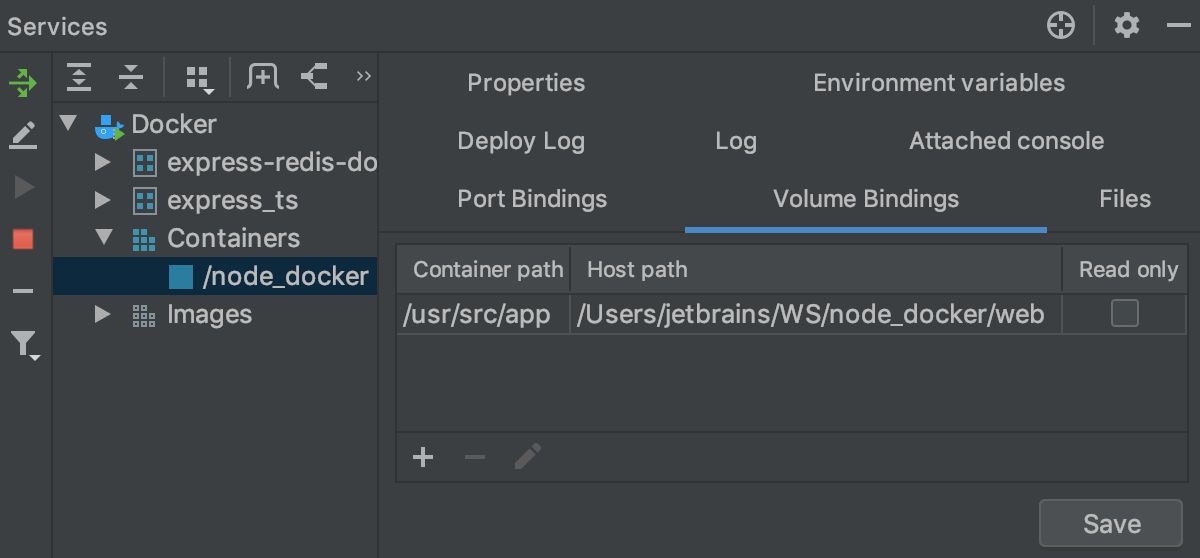 Services
Docker
express-redis-do
express_ts
Containers
/node_docker
Images
Properties Environment variables
Deploy Log Log Attached console
Port Bindings Volume Bindings Files
Container path Host path Read only
/usr/src/app /Users/jetbrains/WS/node_docker/web
Save